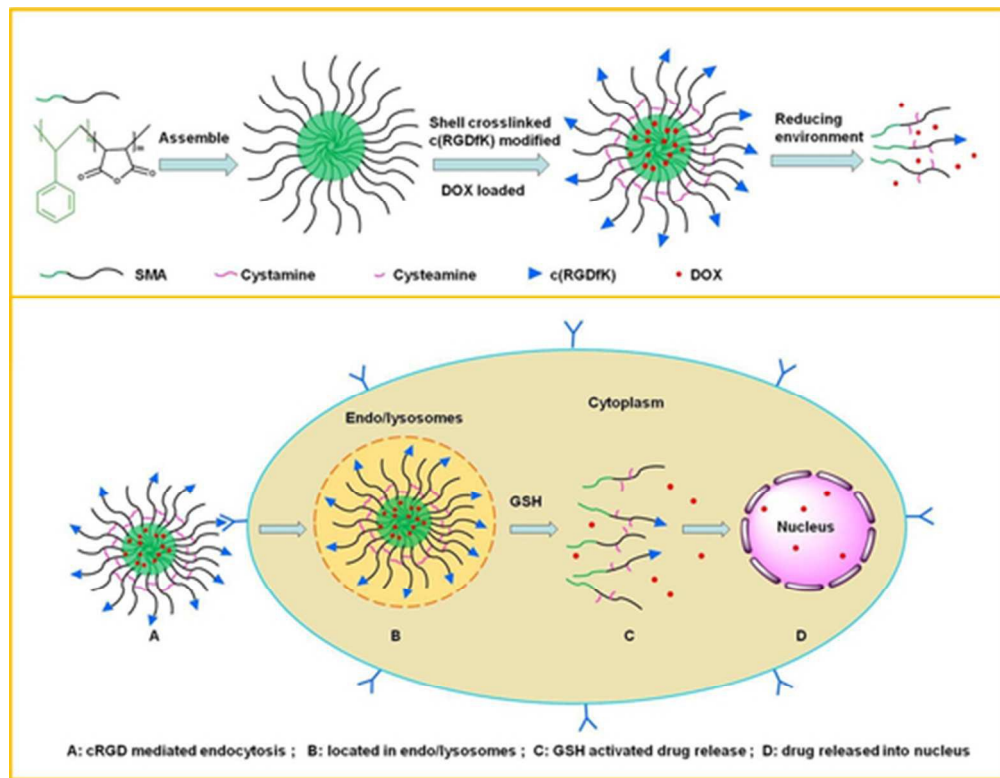 Assemble
Shell crosslinked
c(RGDfK) modified
DOX loaded
Reducing
environment
O O O
SMA Cystamine Cysteamine c(RGDfK) DOX
Endo/lysosomes
Cytoplasm
GSH
Nucleus
A B C D
A: cRGD mediated endocytosis ; B: located in endo/lysosomes ; C: GSH activated drug release ; D: drug released into nucleus